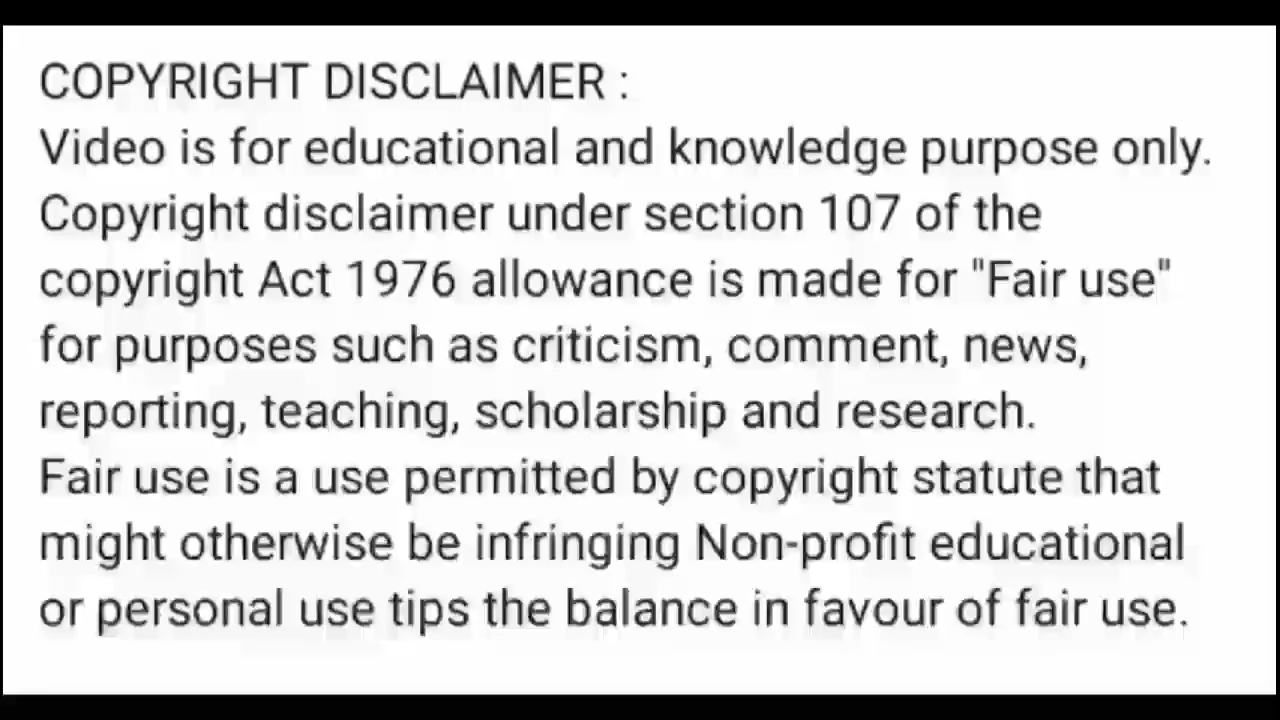 COPYRIGHT DISCLAIMER :
Video is for educational and knowledge purpose only.
Copyright disclaimer under section 107 of the
copyright Act 1976 allowance is made for "Fair use"
for purposes such as criticism, comment, news,
reporting, teaching, scholarship and research.
Fair use is a use permitted by copyright statute that
might otherwise be infringing Non-profit educational
or personal use tips the balance in favour of fair use.